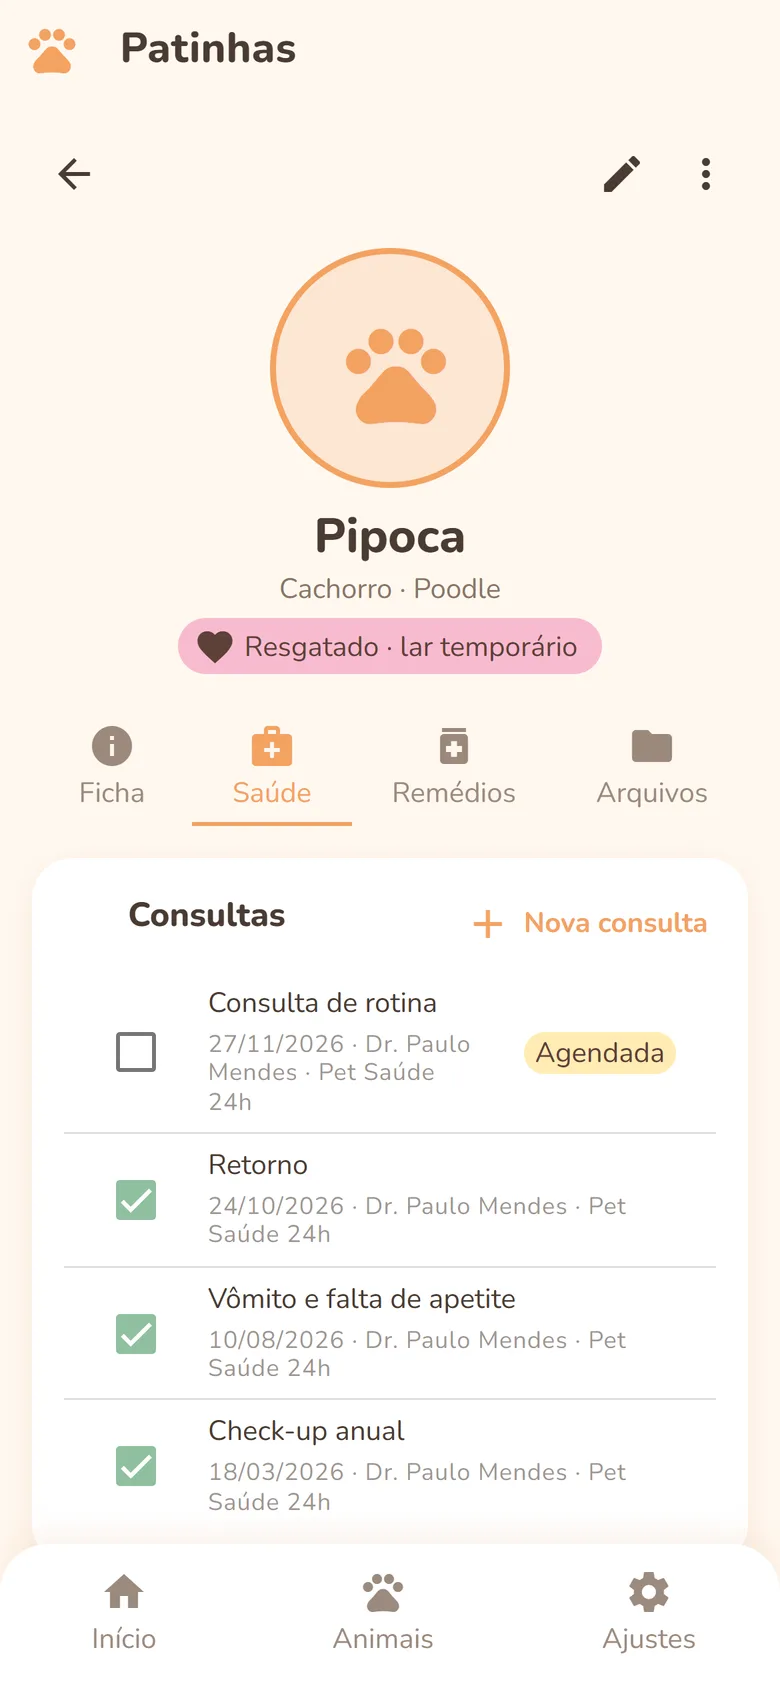 Patinhas
Pipoca
Cachorro · Poodle
Resgatado · lar temporário
Ficha
Saúde
Remédios
Arquivos
Consultas
Nova consulta
Consulta de rotina
27/11/2026 · Dr. Paulo
Mendes · Pet Saúde
24h
Agendada
Retorno
24/10/2026 · Dr. Paulo Mendes · Pet
Saúde 24h
Vômito e falta de apetite
10/08/2026 · Dr. Paulo Mendes · Pet
Saúde 24h
Check-up anual
18/03/2026 · Dr. Paulo Mendes · Pet
Saúde 24h
Início
Animais
Ajustes